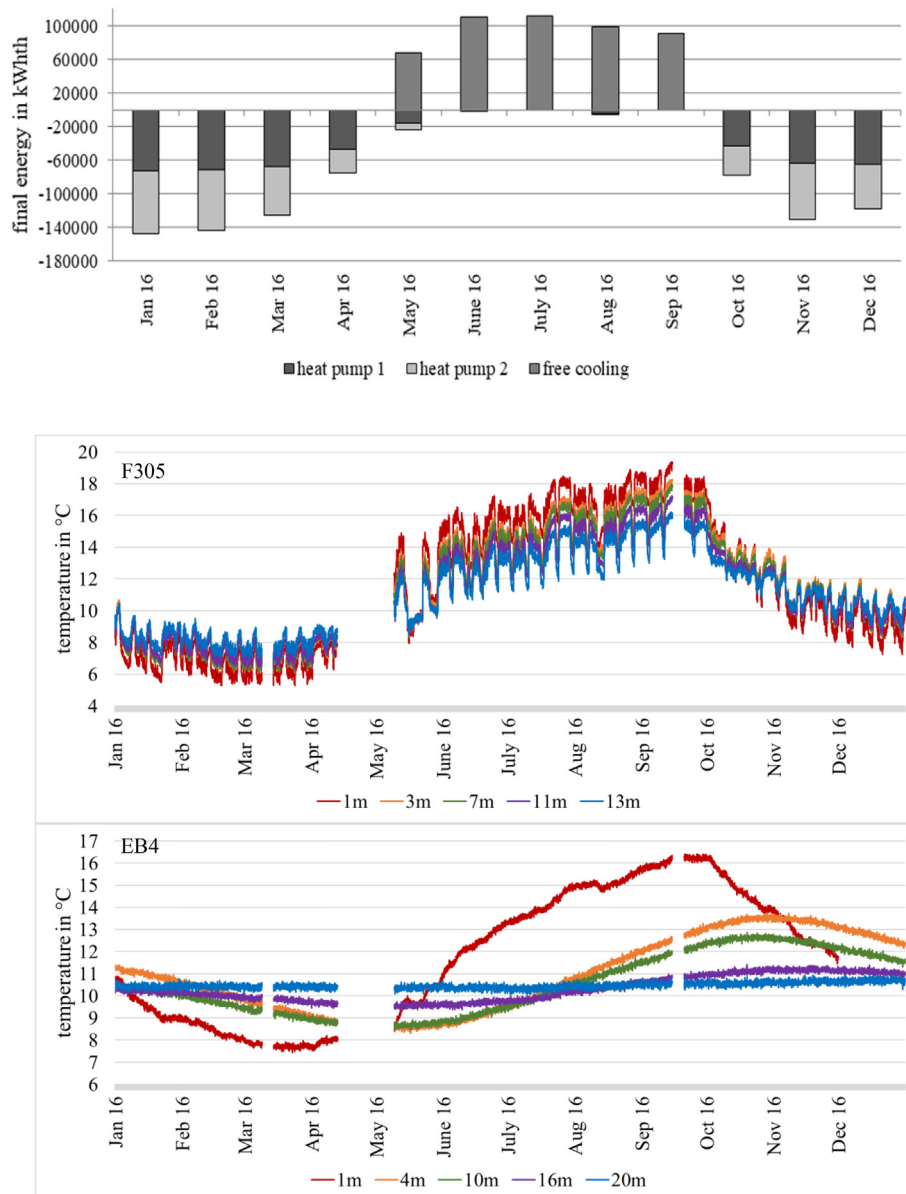 final energy in kWhth
100000
60000
20000
-20000
-60000
-100000
-140000
-180000
Jan 16
Feb 16
Mar 16
Apr 16
May 16
June 16
July 16
Aug 16
Sep 16
Oct 16
Nov 16
Dec 16
heat pump 1 heat pump 2 free cooling
F305
temperature in °C
20
18
16
14
12
10
8
6
4
Jan 16
Feb 16
Mar 16
Apr 16
May 16
June 16
July 16
Aug 16
Sep 16
Oct 16
Nov 16
Dec 16
1m 3m 7m 11m 13m
EB4
temperature in °C
17
16
15
14
13
12
11
10
9
8
7
6
Jan 16
Feb 16
Mar 16
Apr 16
May 16
June 16
July 16
Aug 16
Sep 16
Oct 16
Nov 16
Dec 16
1m 4m 10m 16m 20m